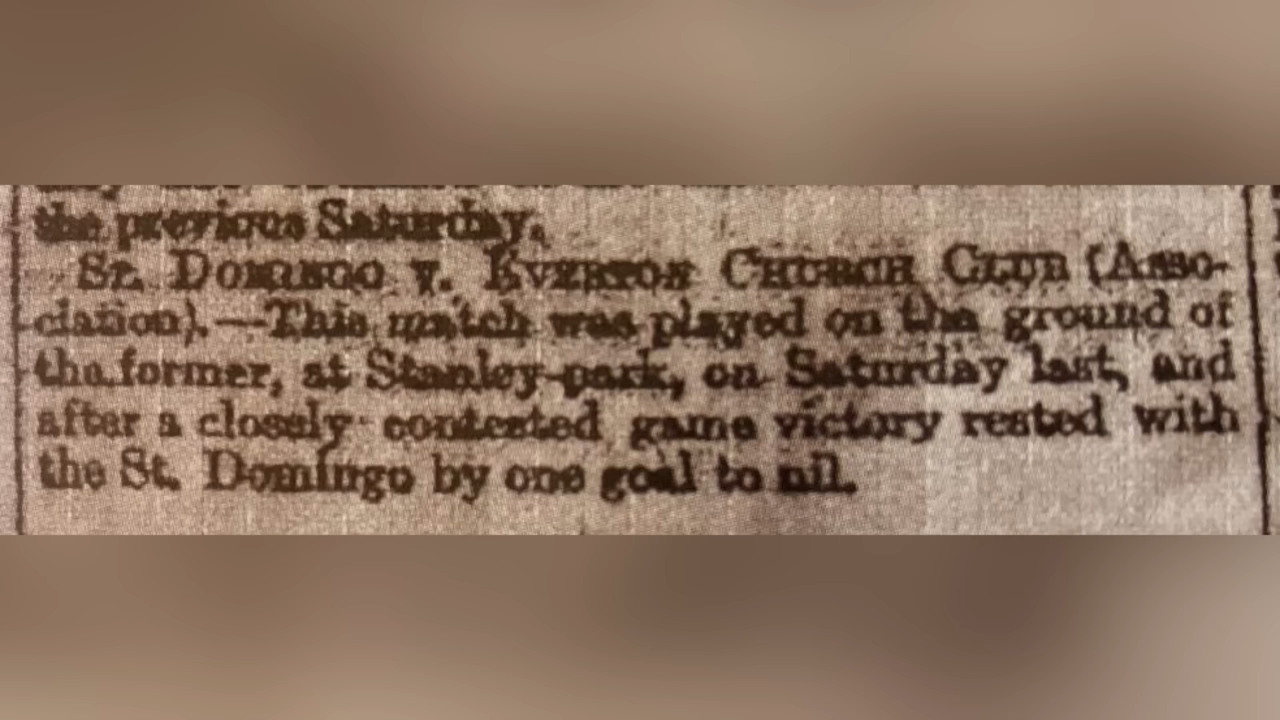 the previous Saturday.
ST. DOMINGO V. EVERTON CHURCH CLUB (Asso-
ciation).—This match was played on the ground of
the former, at Stanley-park, on Saturday last, and
after a closely contested game victory rested with
the St. Domingo by one goal to nil.